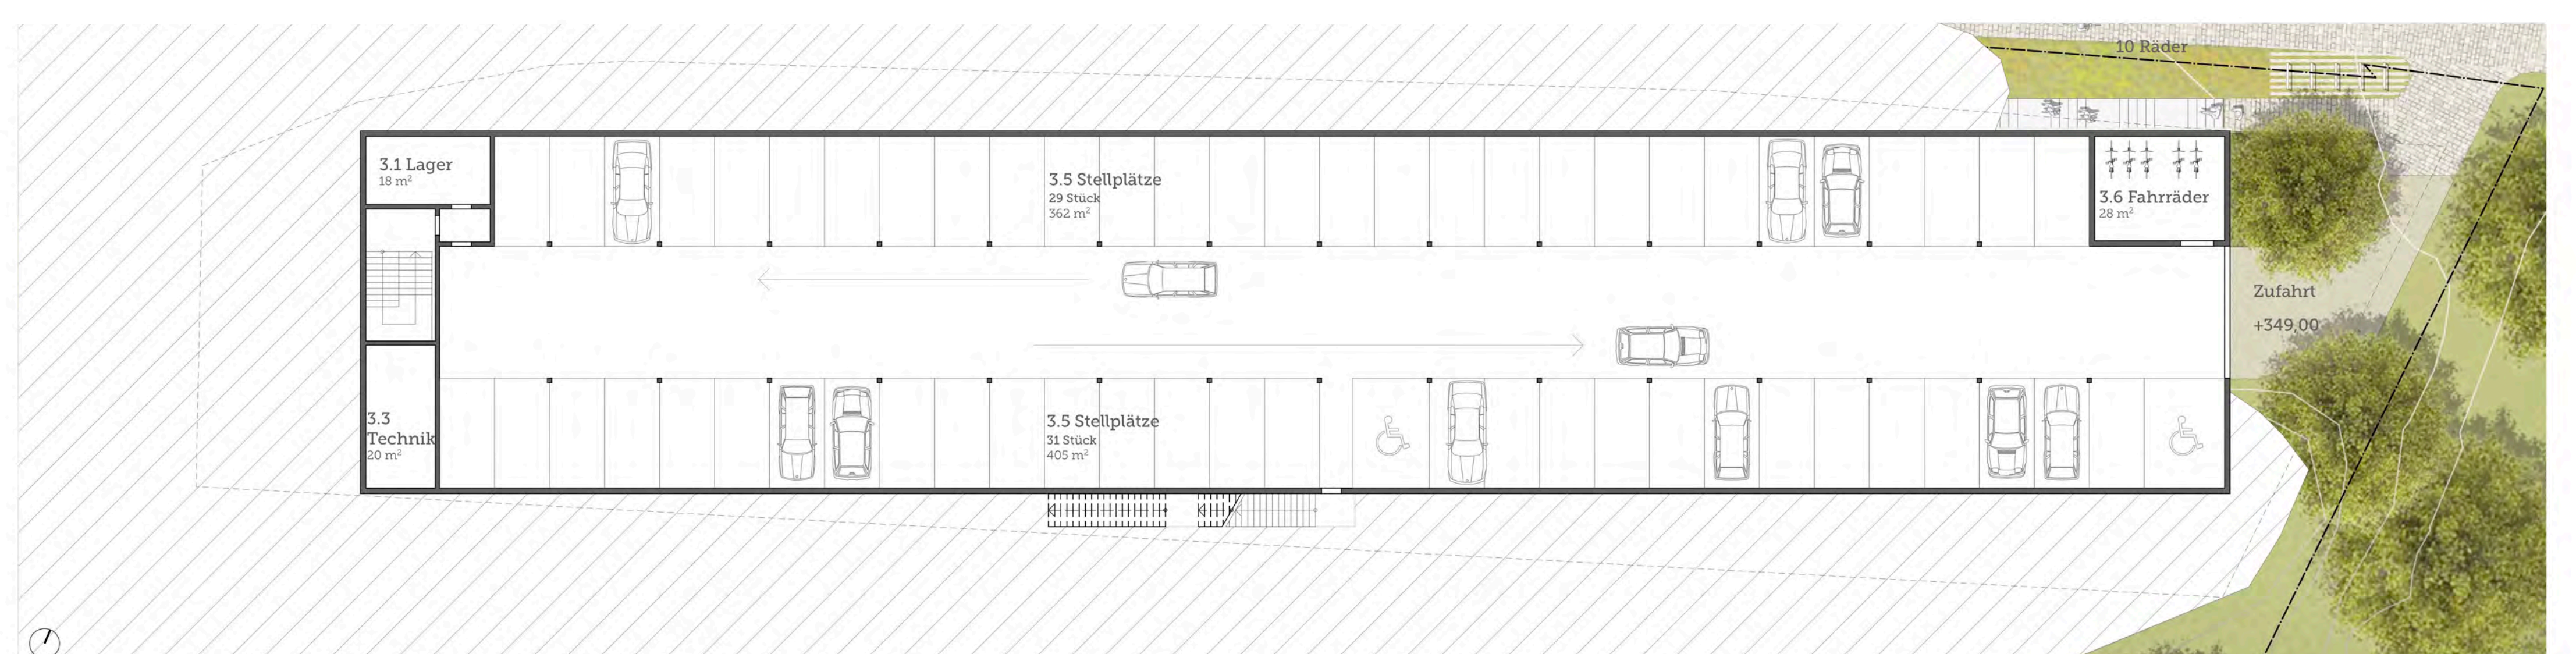 10 Räder
3.1 Lager
18 m²
3.5 Stellplätze
29 Stück
362 m²
3.6 Fahrräder
28 m²
Zufahrt
+349,00
3.3
Technik
20 m²
3.5 Stellplätze
31 Stück
405 m²